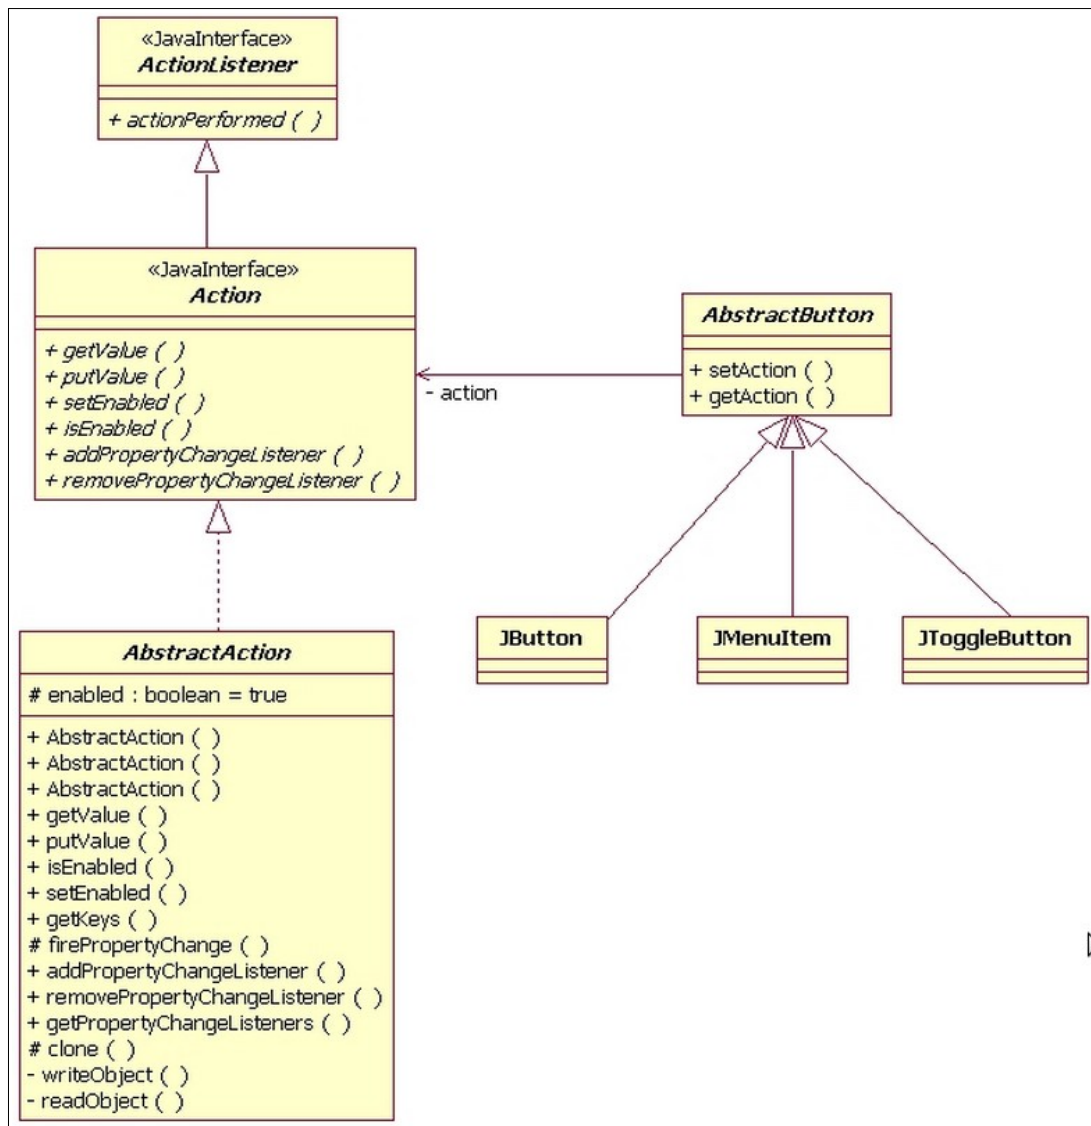 «JavaInterface»
ActionListener
+ actionPerformed ( )
«JavaInterface»
Action
+ getValue ( )
+ putValue ( )
+ setEnabled ( )
+ isEnabled ( )
+ addPropertyChangeListener ( )
+ removePropertyChangeListener ( )
- action
AbstractButton
+ setAction ( )
+ getAction ( )
JButton
JMenuItem
JToggleButton
AbstractAction
# enabled : boolean = true
+ AbstractAction ( )
+ AbstractAction ( )
+ AbstractAction ( )
+ getValue ( )
+ putValue ( )
+ isEnabled ( )
+ setEnabled ( )
+ getKeys ( )
# firePropertyChange ( )
+ addPropertyChangeListener ( )
+ removePropertyChangeListener ( )
+ getPropertyChangeListeners ( )
# clone ( )
- writeObject ( )
- readObject ( )